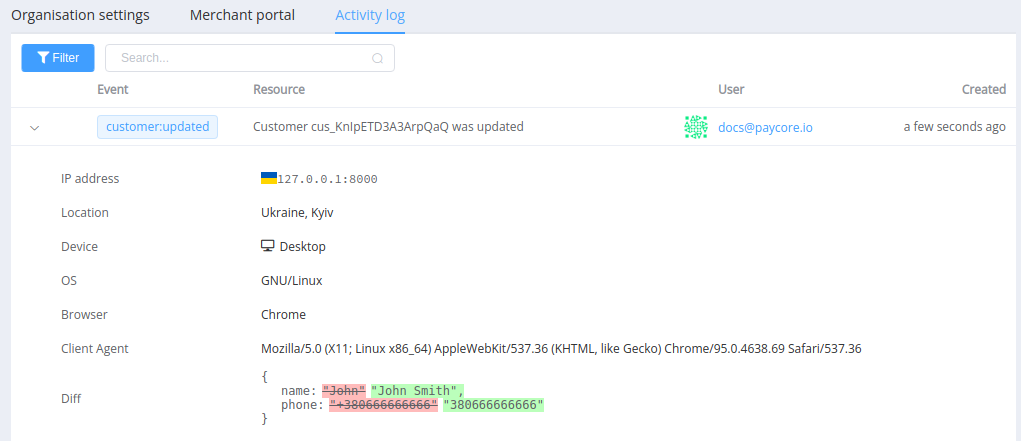 Organisation settings Merchant portal Activity log
Filter Search...
Event Resource User Created
customer:updated Customer cus_KnIpETD3A3ArpQaQ was updated docs@paycore.io a few seconds ago
IP address 127.0.0.1:8000
Location Ukraine, Kyiv
Device Desktop
OS GNU/Linux
Browser Chrome
Client Agent Mozilla/5.0 (X11; Linux x86_64) AppleWebKit/537.36 (KHTML, like Gecko) Chrome/95.0.4638.69 Safari/537.36
Diff
{
name: "John" "John Smith",
phone: "+380666666666" "380666666666"
}